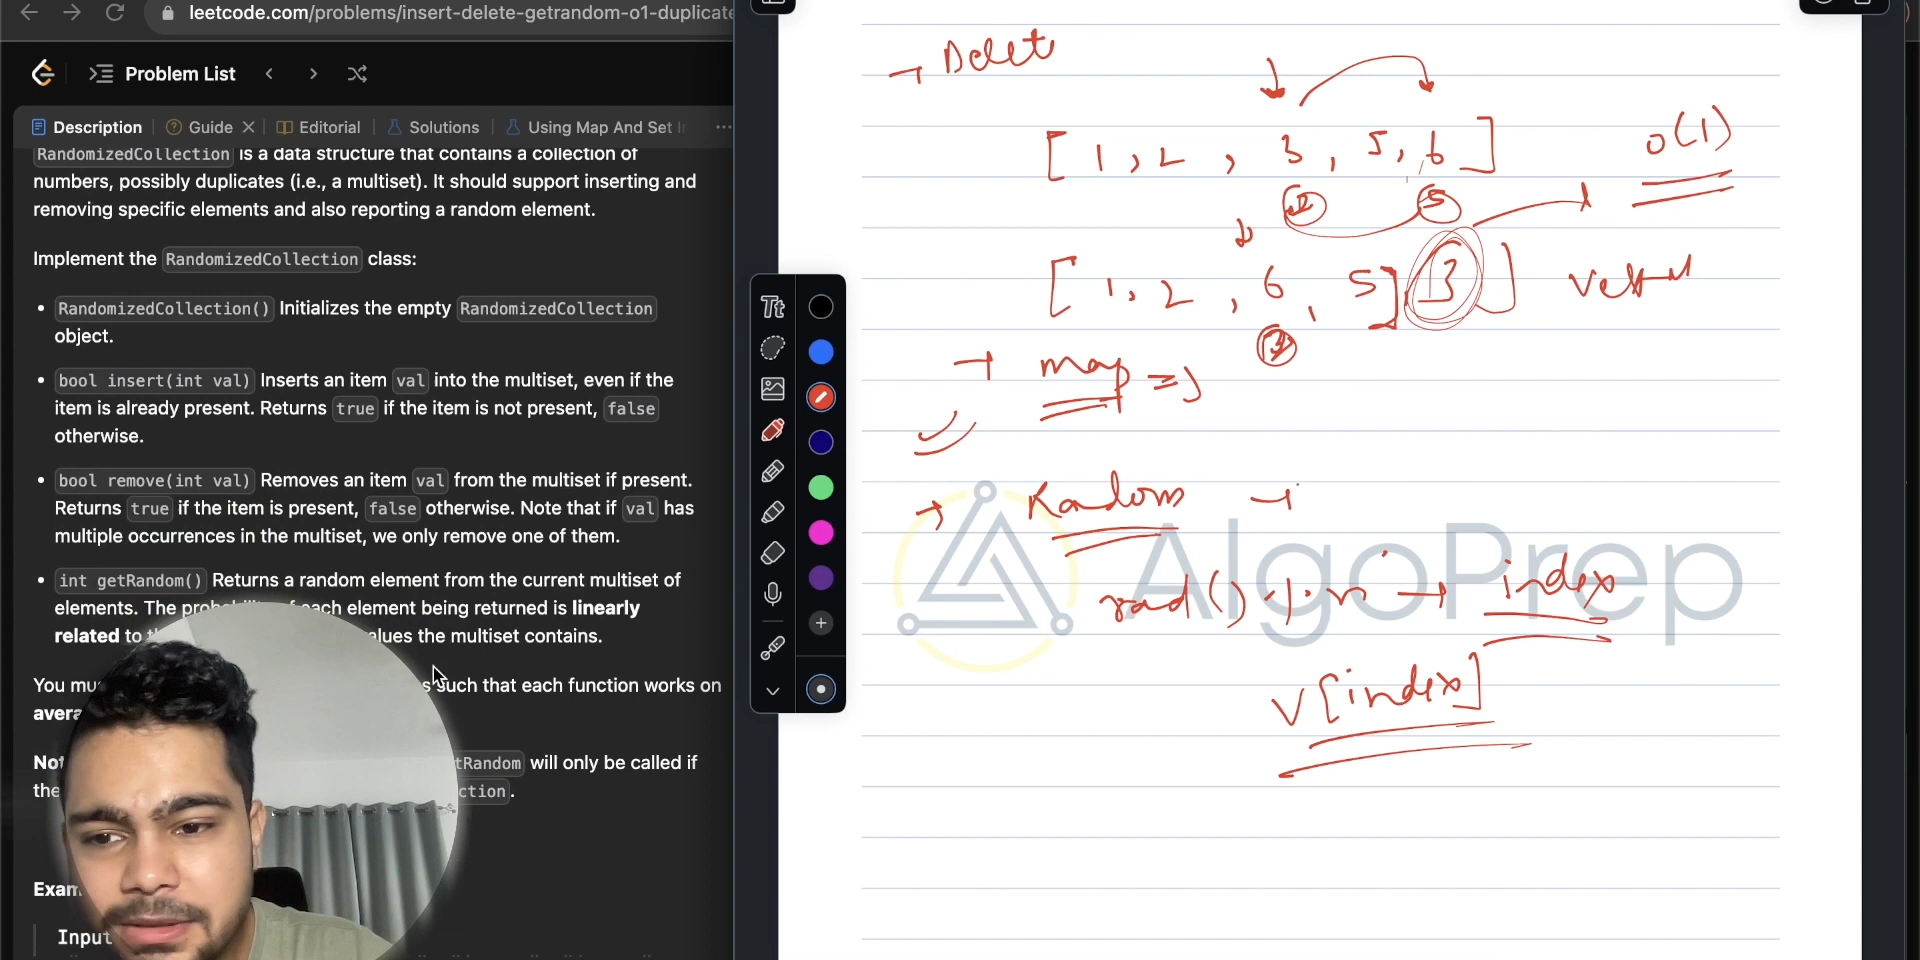 leetcode.com/problems/insert-delete-getrandom-o1-duplicate
Problem List
Description
Guide
Editorial
Solutions
Using Map And Set
RandomizedCollection is a data structure that contains a collection of
numbers, possibly duplicates (i.e., a multiset). It should support inserting and
removing specific elements and also reporting a random element.
Implement the RandomizedCollection class:
• RandomizedCollection() Initializes the empty RandomizedCollection
object.
• bool insert(int val) Inserts an item val into the multiset, even if the
item is already present. Returns true if the item is not present, false
otherwise.
• bool remove(int val) Removes an item val from the multiset if present.
Returns true if the item is present, false otherwise. Note that if val has
multiple occurrences in the multiset, we only remove one of them.
• int getRandom() Returns a random element from the current multiset of
elements. The each element being returned is linearly
related to alues the multiset contains.
You mu s such that each function works on
avera
Not tRandom will only be called if
the ction.
Exam
Input
→ Delete
[ 1, 2, 3, 5, 6 ]
O(1)
5
[ 1, 2, 6, 5] 3 ]
→ map =>
→ Random →
rad() % n → index
v[index]
Tt
AlgoPrep